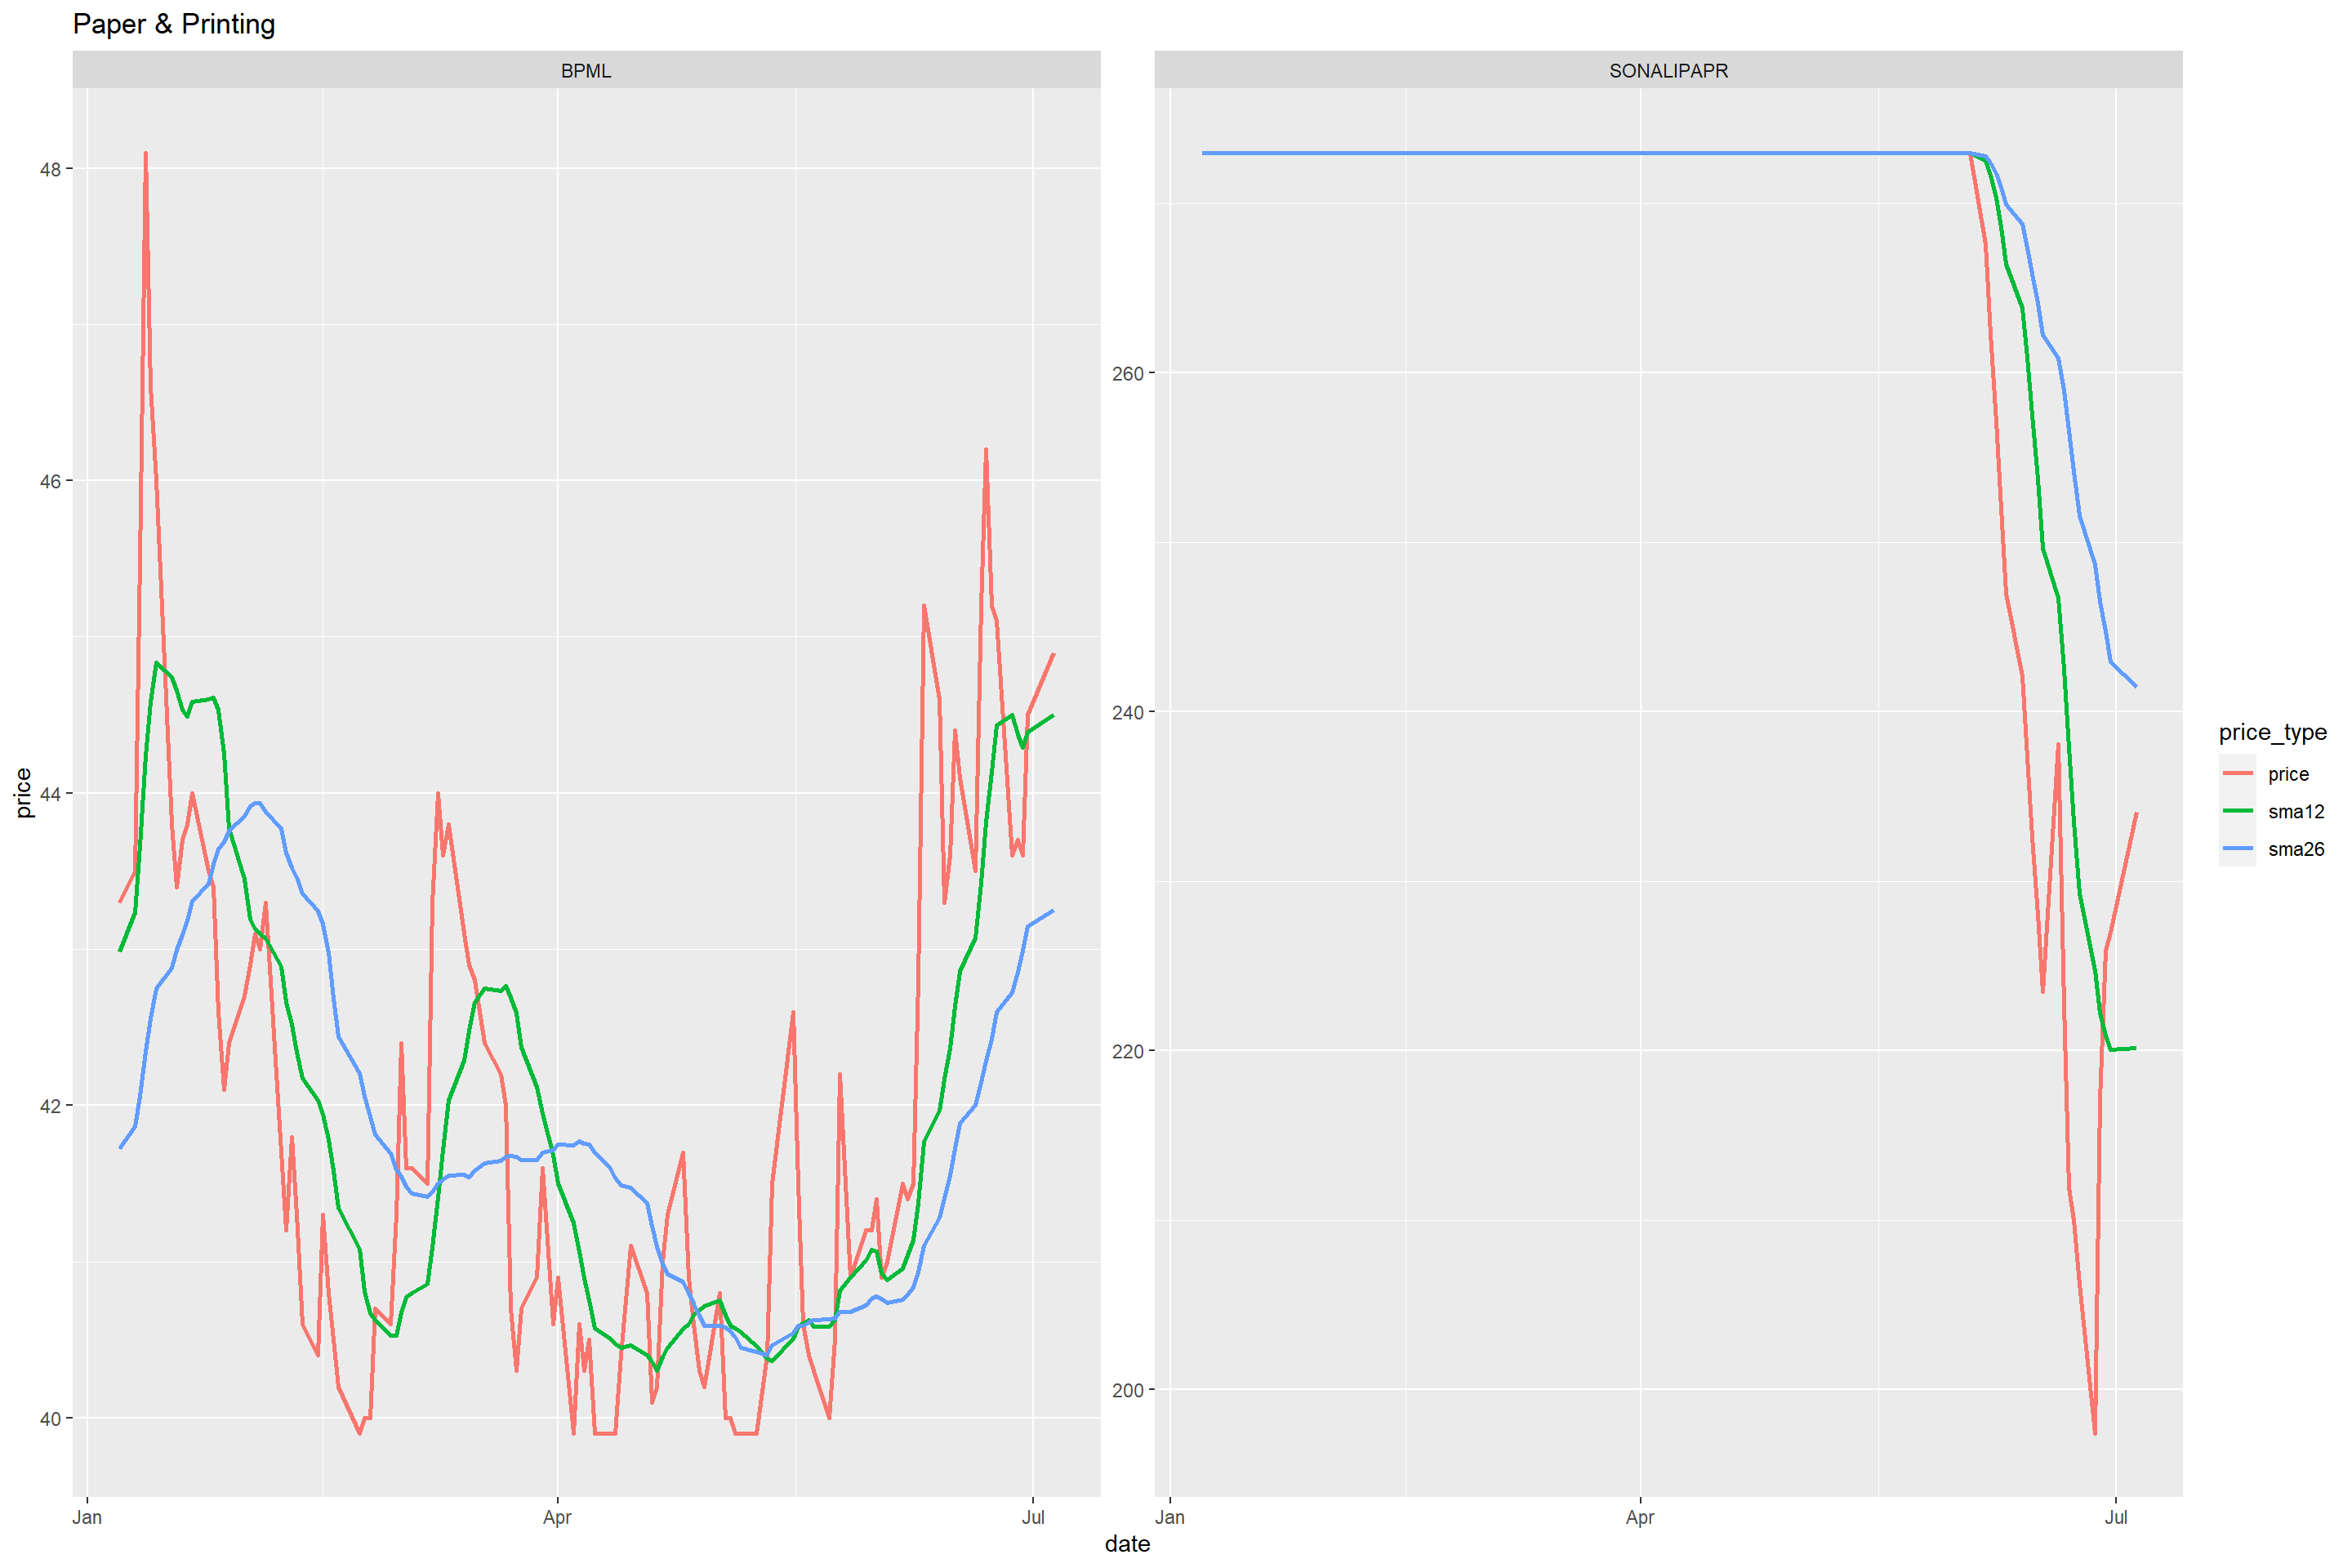 Paper & Printing
BPML
SONALIPAPR
48
46
44
42
40
260
240
220
200
price
Jan
Apr
Jul
Jan
Apr
Jul
date
price_type
price
sma12
sma26